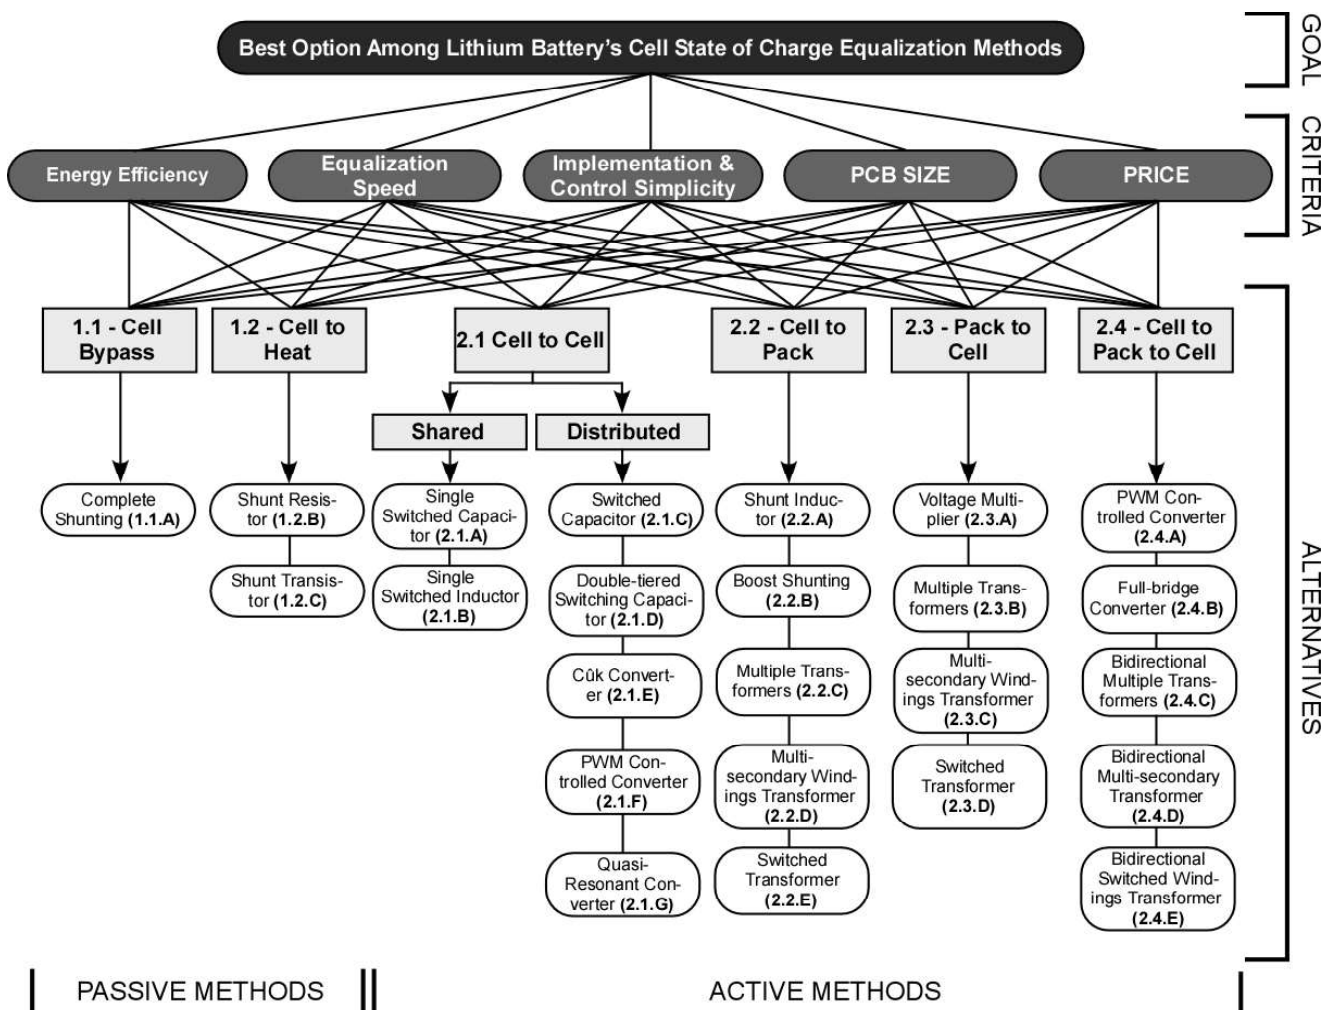 Best Option Among Lithium Battery's Cell State of Charge Equalization Methods
GOAL
Energy Efficiency
Equalization
Speed
Implementation &
Control Simplicity
PCB SIZE
PRICE
CRITERIA
1.1 - Cell
Bypass
1.2 - Cell to
Heat
2.1 Cell to Cell
2.2 - Cell to
Pack
2.3 - Pack to
Cell
2.4 - Cell to
Pack to Cell
Shared
Distributed
Complete
Shunting (1.1.A)
Shunt Resis-
tor (1.2.B)
Shunt Transis-
tor (1.2.C)
Single
Switched Capaci-
tor (2.1.A)
Single
Switched Inductor
(2.1.B)
Switched
Capacitor (2.1.C)
Double-tiered
Switching Capaci-
tor (2.1.D)
Cûk Convert-
er (2.1.E)
PWM Con-
trolled Converter
(2.1.F)
Quasi-
Resonant Con-
verter (2.1.G)
Shunt Induc-
tor (2.2.A)
Boost Shunting
(2.2.B)
Multiple Trans-
formers (2.2.C)
Multi-
secondary Wind-
ings Transformer
(2.2.D)
Switched
Transformer
(2.2.E)
Voltage Multi-
plier (2.3.A)
Multiple Trans-
formers (2.3.B)
Multi-
secondary Wind-
ings Transformer
(2.3.C)
Switched
Transformer
(2.3.D)
PWM Con-
trolled Converter
(2.4.A)
Full-bridge
Converter (2.4.B)
Bidirectional
Multiple Trans-
formers (2.4.C)
Bidirectional
Multi-secondary
Transformer
(2.4.D)
Bidirectional
Switched Wind-
ings Transformer
(2.4.E)
ALTERNATIVES
PASSIVE METHODS
ACTIVE METHODS